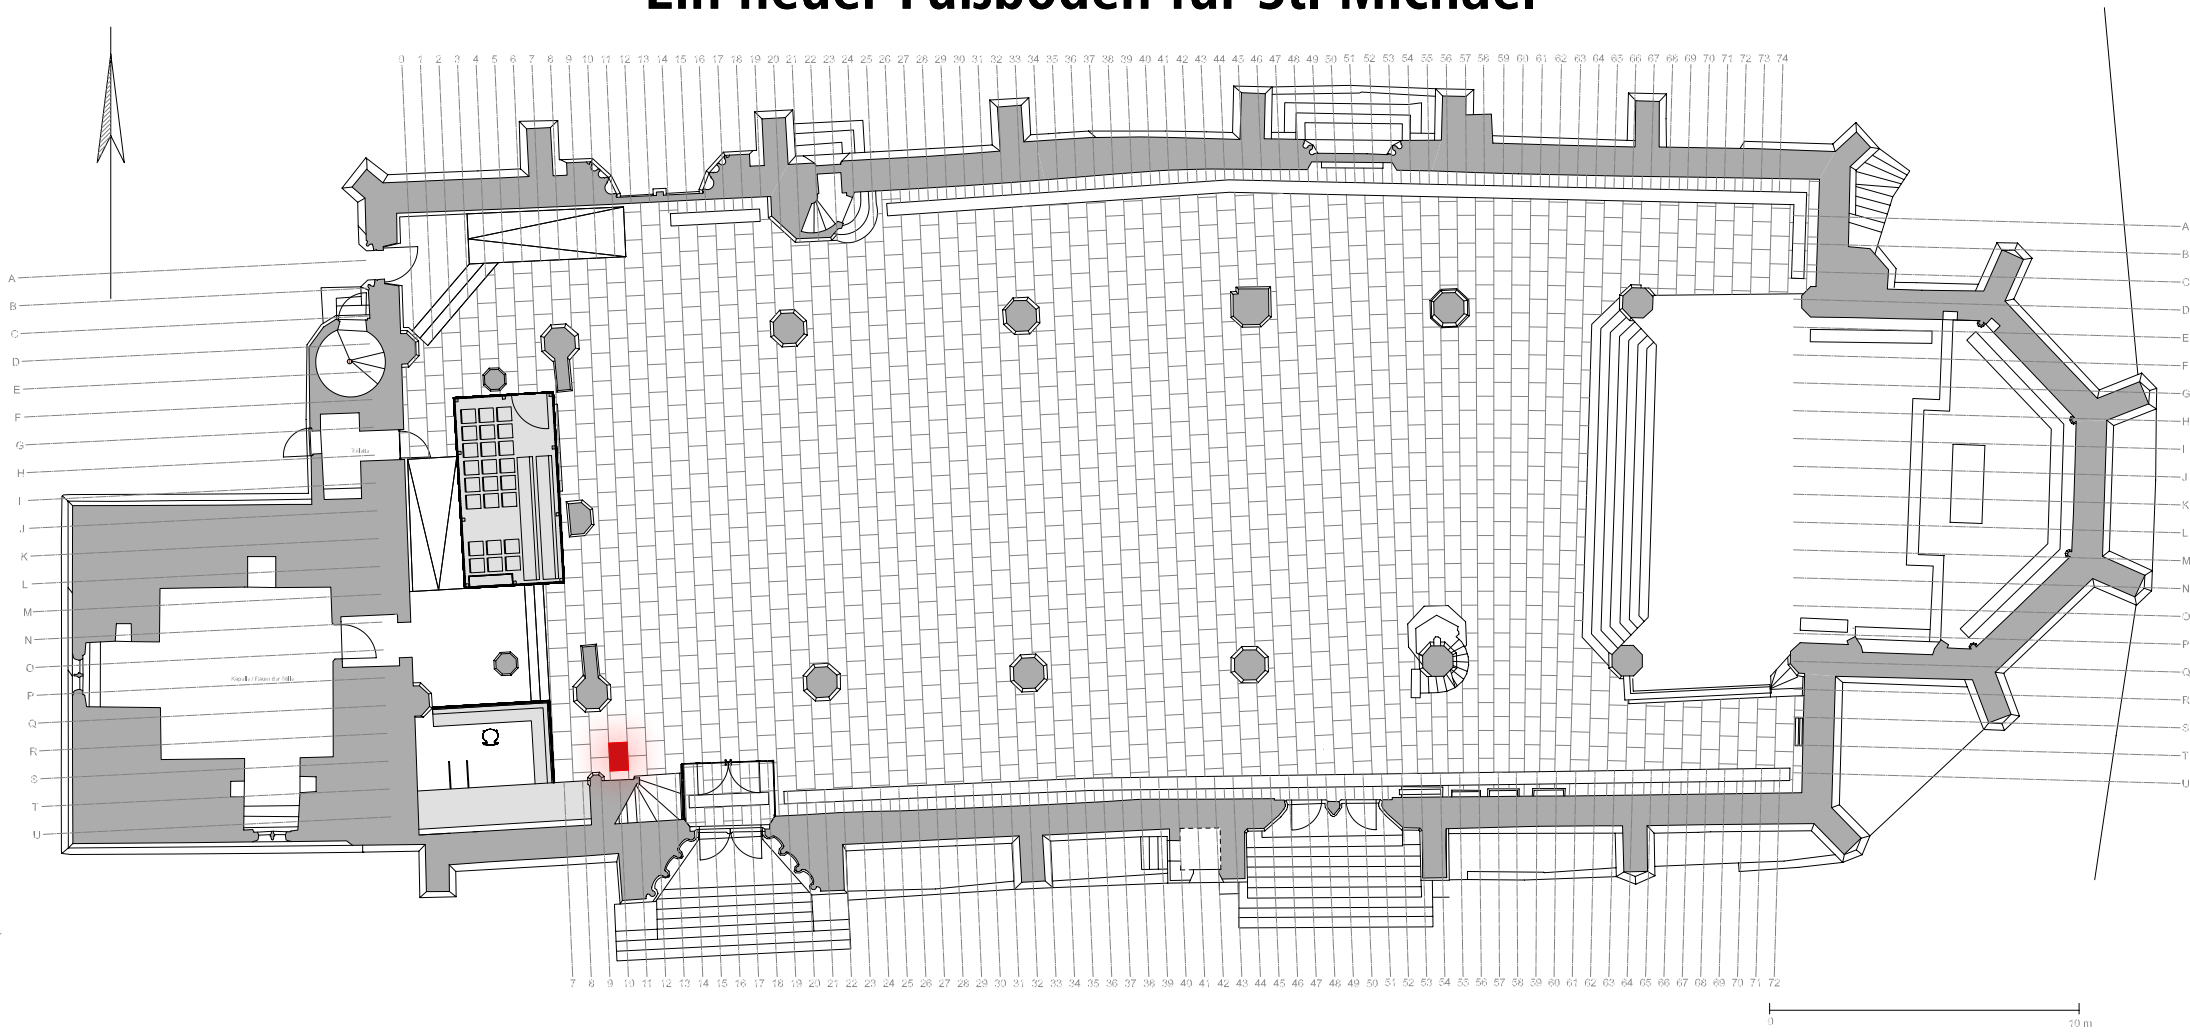 Ein neuer Fußboden für St. Michael
0 1 2 3 4 5 6 7 8 9 10 11 12 13 14 15 16 17 18 19 20 21 22 23 24 25 26 27 28 29 30 31 32 33 34 35 36 37 38 39 40 41 42 43 44 45 46 47 48 49 50 51 52 53 54 55 56 57 58 59 60 61 62 63 64 65 66 67 68 69 70 71 72 73 74
A A
B B
C C
D D
E E
F F
G G
H H
I I
J J
K K
L L
M M
N N
O O
P P
Q Q
R R
S S
T T
U U
7 8 9 10 11 12 13 14 15 16 17 18 19 20 21 22 23 24 25 26 27 28 29 30 31 32 33 34 35 36 37 38 39 40 41 42 43 44 45 46 47 48 49 50 51 52 53 54 55 56 57 58 59 60 61 62 63 64 65 66 67 68 69 70 71 72
0 10 m